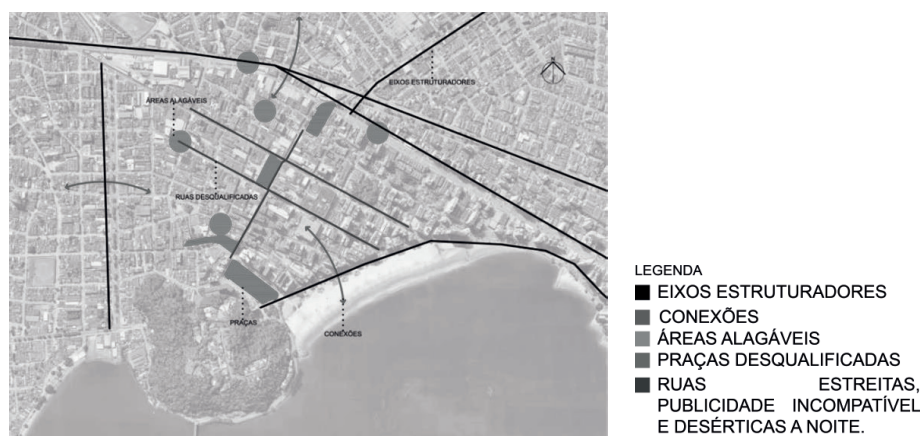 EIXOS ESTRUTURADORES
ÁREAS ALAGÁVEIS
RUAS DESQUALIFICADAS
PRAÇAS
CONEXÕES
LEGENDA
EIXOS ESTRUTURADORES
CONEXÕES
ÁREAS ALAGÁVEIS
PRAÇAS DESQUALIFICADAS
RUAS ESTREITAS,
PUBLICIDADE INCOMPATÍVEL
E DESÉRTICAS A NOITE.